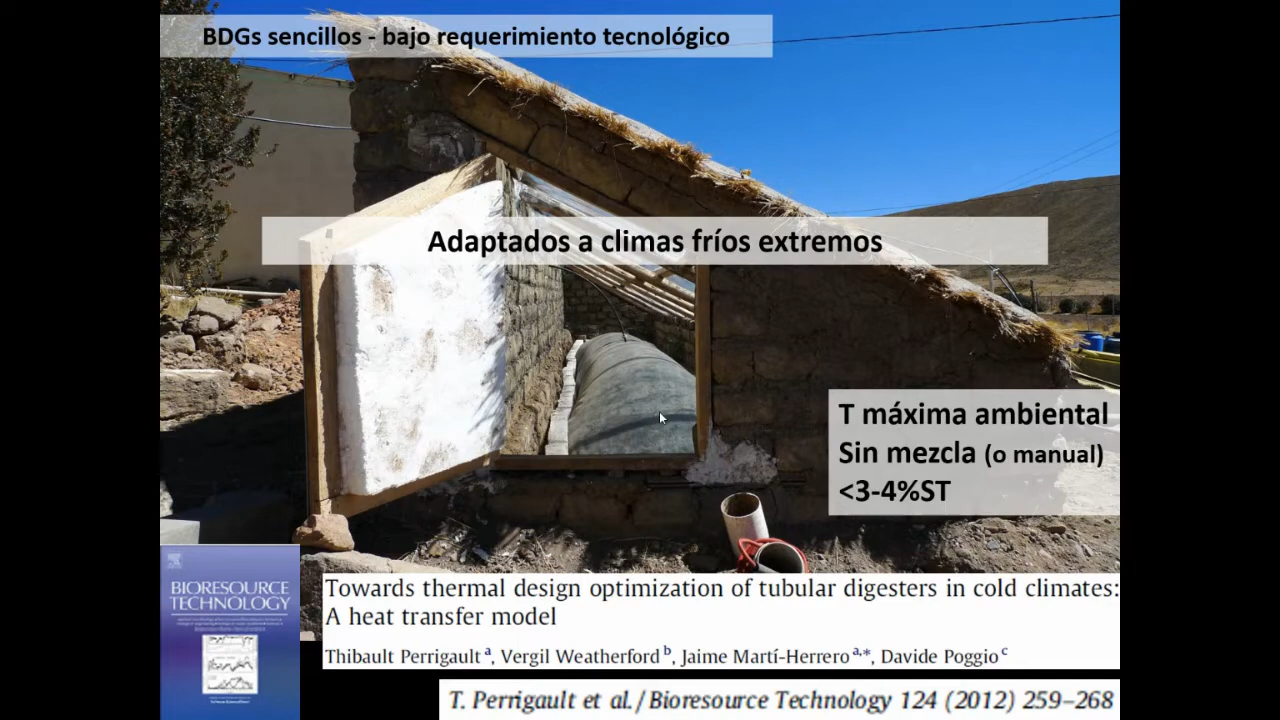 BDGs sencillos - bajo requerimiento tecnológico
Adaptados a climas fríos extremos
T máxima ambiental
Sin mezcla (o manual)
<3-4%ST
BIORESOURCE
TECHNOLOGY
Towards thermal design optimization of tubular digesters in cold climates:
A heat transfer model
Thibault Perrigault a, Vergil Weatherford b, Jaime Martí-Herrero a,*, Davide Poggio c
T. Perrigault et al. / Bioresource Technology 124 (2012) 259–268